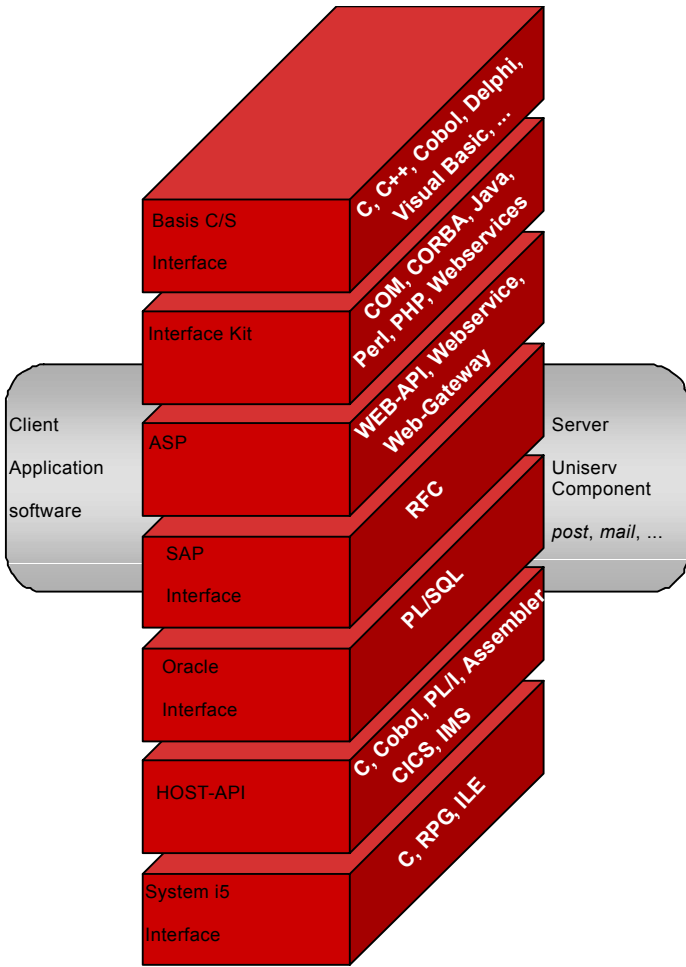 C, C++, Cobol, Delphi,
Visual Basic, ...
Basis C/S
Interface
COM, CORBA, Java,
Perl, PHP, Webservices
Interface Kit
WEB-API, Webservice,
Web-Gateway
ASP
Client
Application
software
Server
Uniserv
Component
post, mail, ...
RFC
SAP
Interface
PL/SQL
Oracle
Interface
C, Cobol, PL/I, Assembler
CICS, IMS
HOST-API
C, RPG, ILE
System i5
Interface